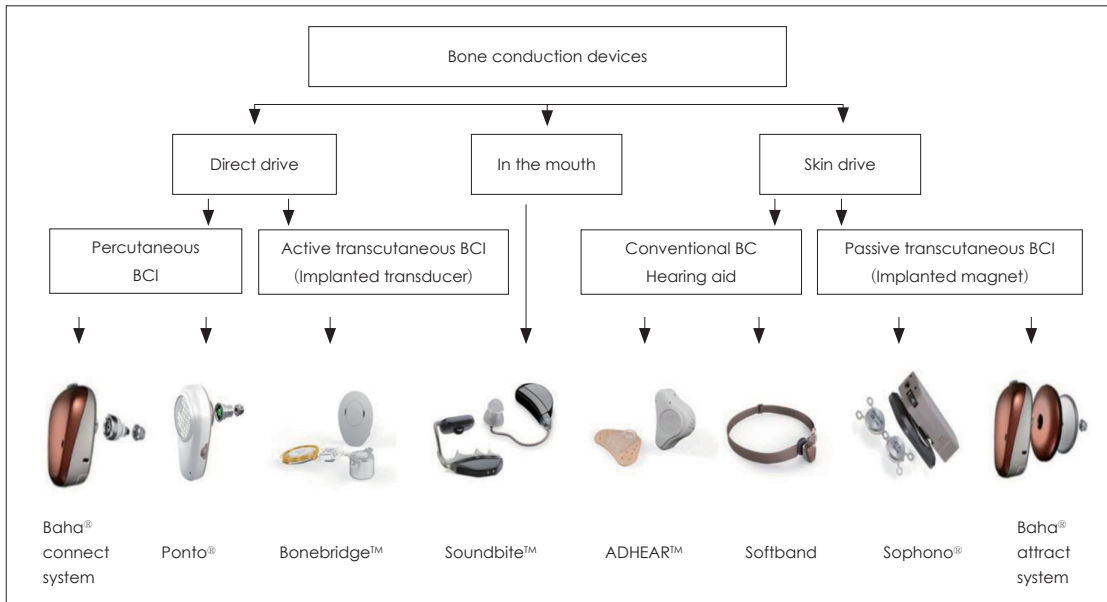 Bone conduction devices
Direct drive
In the mouth
Skin drive
Percutaneous
BCI
Active transcutaneous BCI
(Implanted transducer)
Conventional BC
Hearing aid
Passive transcutaneous BCI
(Implanted magnet)
Baha®
connect
system
Ponto®
Bonebridge™
Soundbite™
ADHEAR™
Softband
Sophono®
Baha®
attract
system